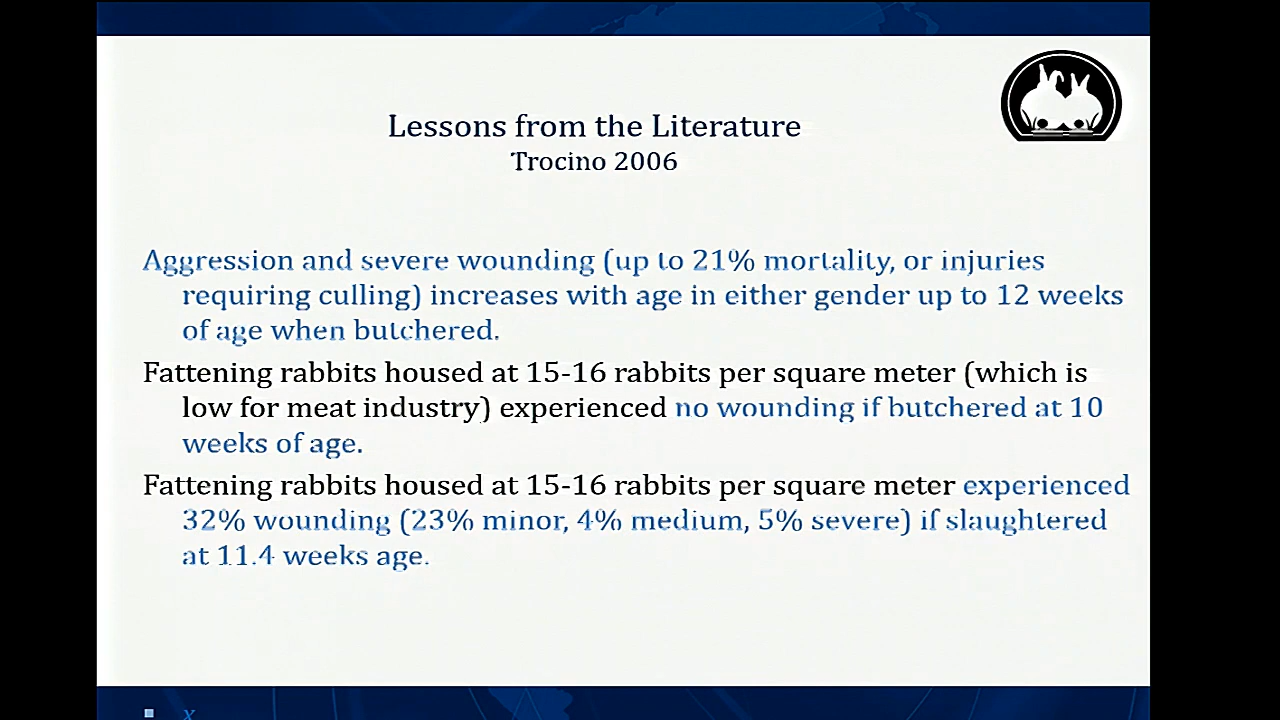 Lessons from the Literature
Trocino 2006
Aggression and severe wounding (up to 21% mortality, or injuries
requiring culling) increases with age in either gender up to 12 weeks
of age when butchered.
Fattening rabbits housed at 15-16 rabbits per square meter (which is
low for meat industry) experienced no wounding if butchered at 10
weeks of age.
Fattening rabbits housed at 15-16 rabbits per square meter experienced
32% wounding (23% minor, 4% medium, 5% severe) if slaughtered
at 11.4 weeks age.
x